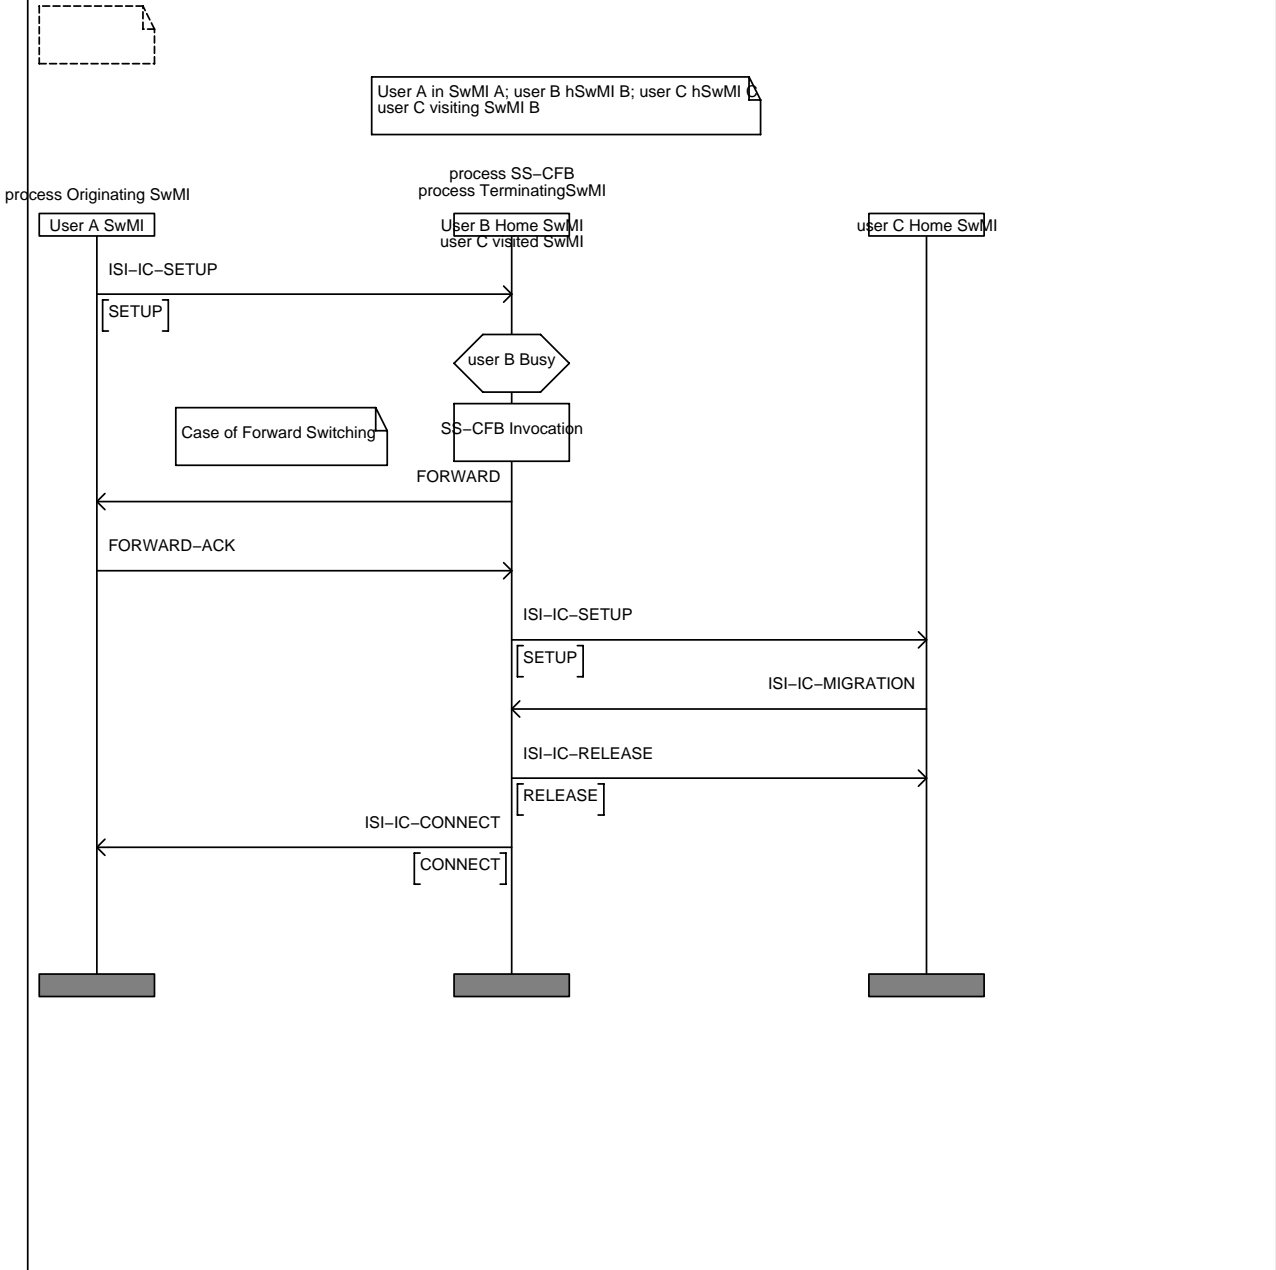 User A in SwMI A; user B hSwMI B; user C hSwMI C
user C visiting SwMI B
process SS−CFB
process TerminatingSwMI
process Originating SwMI
User A SwMI
User B Home SwMI
user C visited SwMI
user C Home SwMI
ISI−IC−SETUP
SETUP
user B Busy
Case of Forward Switching
SS−CFB Invocation
FORWARD
FORWARD−ACK
ISI−IC−SETUP
SETUP
ISI−IC−MIGRATION
ISI−IC−RELEASE
RELEASE
ISI−IC−CONNECT
CONNECT